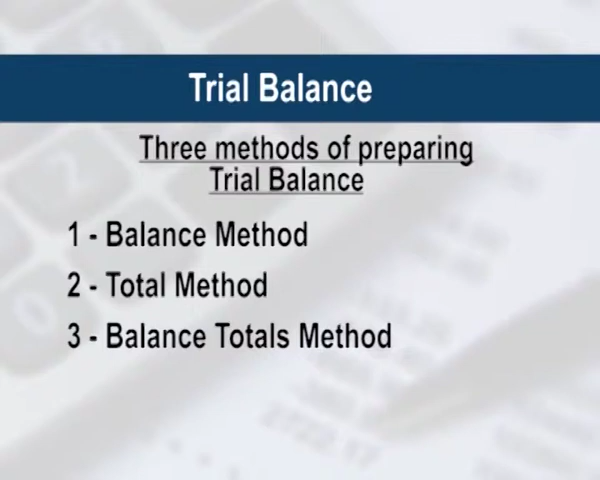 Trial Balance
Three methods of preparing
Trial Balance
1 - Balance Method
2 - Total Method
3 - Balance Totals Method